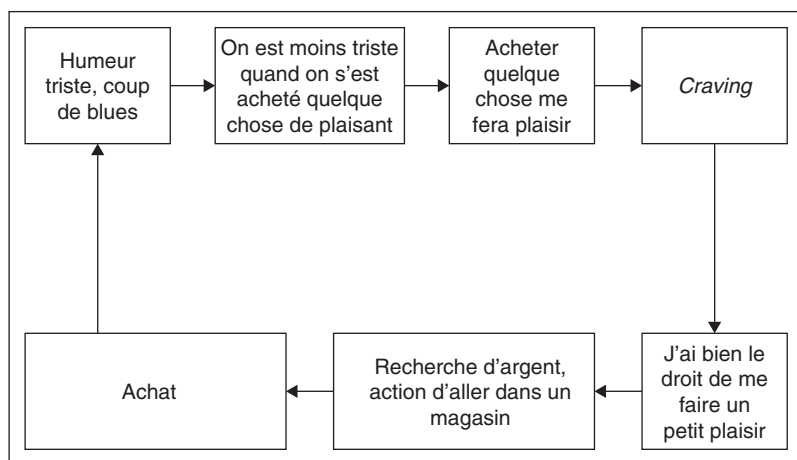 Humeur
triste, coup
de blues
On est moins triste
quand on s'est
acheté quelque
chose de plaisant
Acheter
quelque
chose me
fera plaisir
Craving
J'ai bien le
droit de me
faire un
petit plaisir
Recherche d'argent,
action d'aller dans un
magasin
Achat